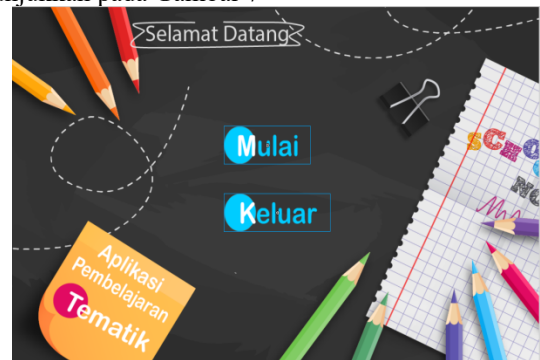 Selamat Datang
Mulai
Keluar
Aplikasi
Pembelajaran
Tematik